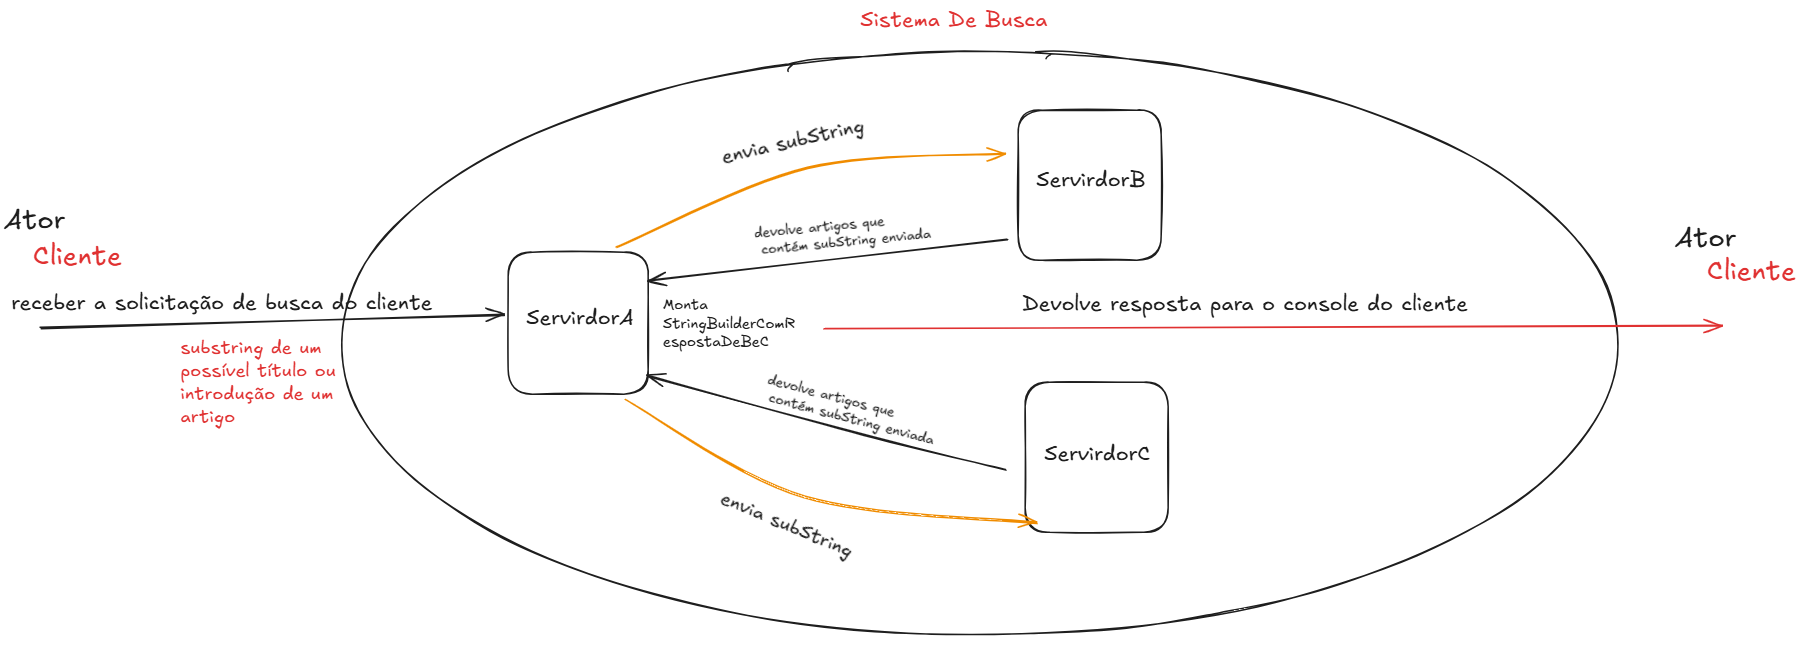 Sistema De Busca
envia subString
ServirdorB
Ator
Cliente
devolve artigos que
contém subString enviada
Ator
Cliente
receber a solicitação de busca do cliente
ServirdorA
Monta
StringBuilderComR
espostaDeBeC
Devolve resposta para o console do cliente
substring de um
possível título ou
introdução de um
artigo
devolve artigos que
contém subString enviada
ServirdorC
envia subString